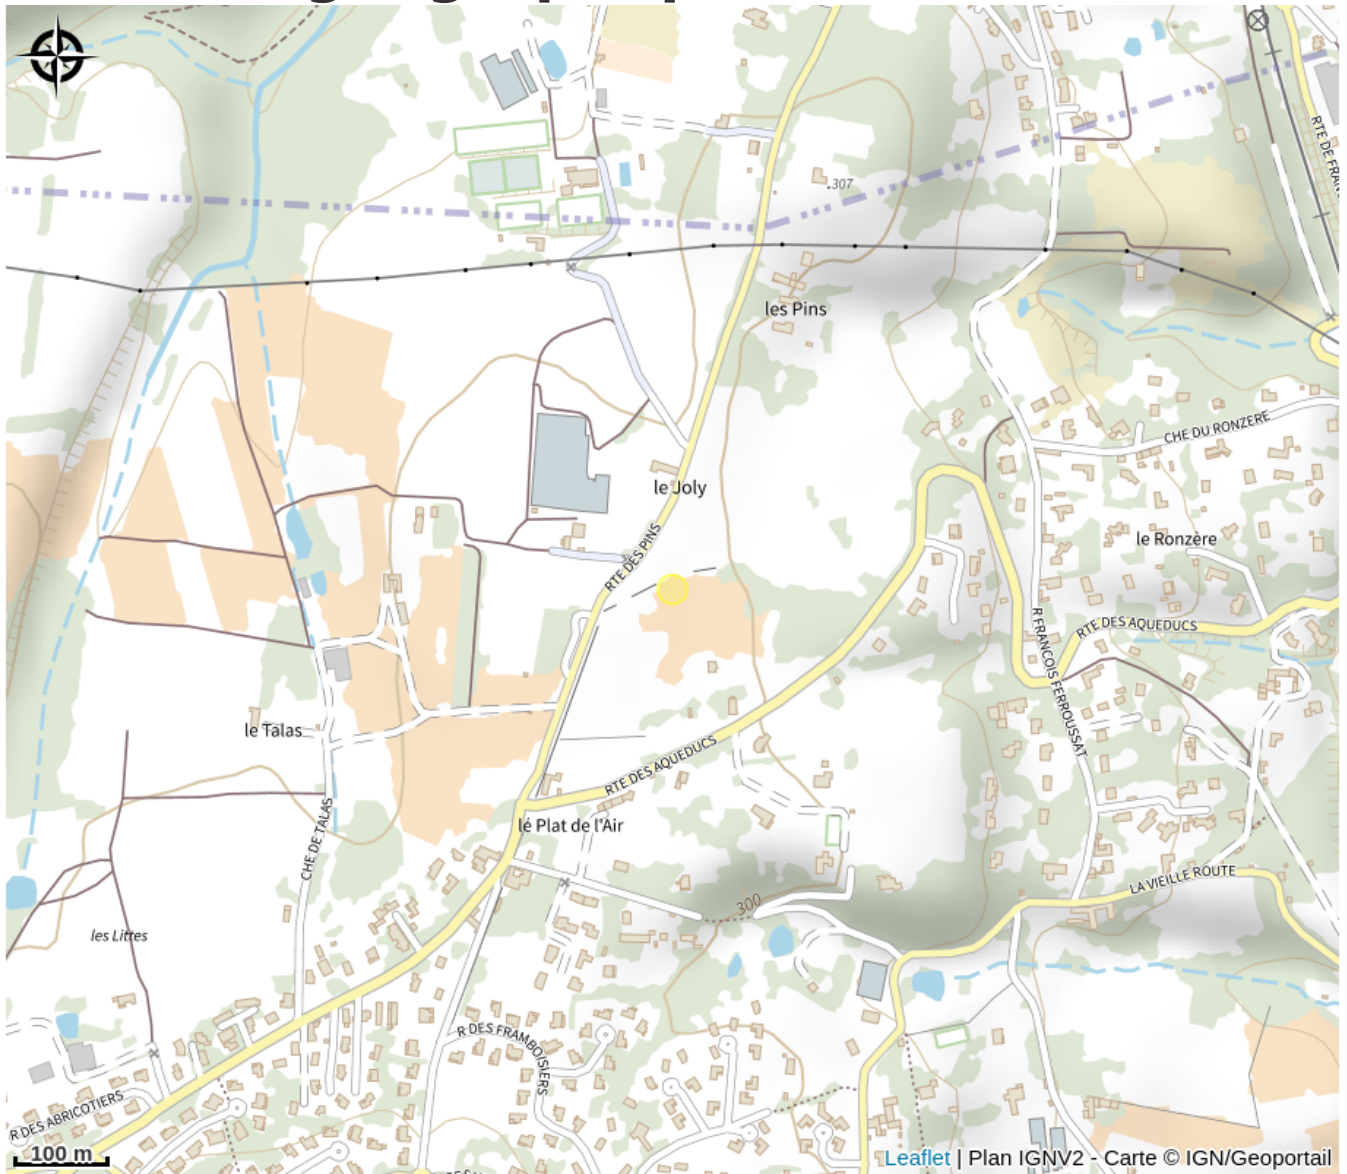 RTE DE FRAN
.307
les Pins
CHE DU RONZERE
le Joly
RTE DES PINS
le Ronzère
R FRANCOIS FERROUSSAT
RTE DES AQUEDUCS
le Talas
RTE DES AQUEDUCS
CHE DE TALAS
lé Plat de l'Air
LA VIEILLE ROUTE
300
les Littes
R DES FRAMBOISIERS
R DES ABRICOTIERS
100 m
Leaflet | Plan IGNV2 - Carte © IGN/Geoportail